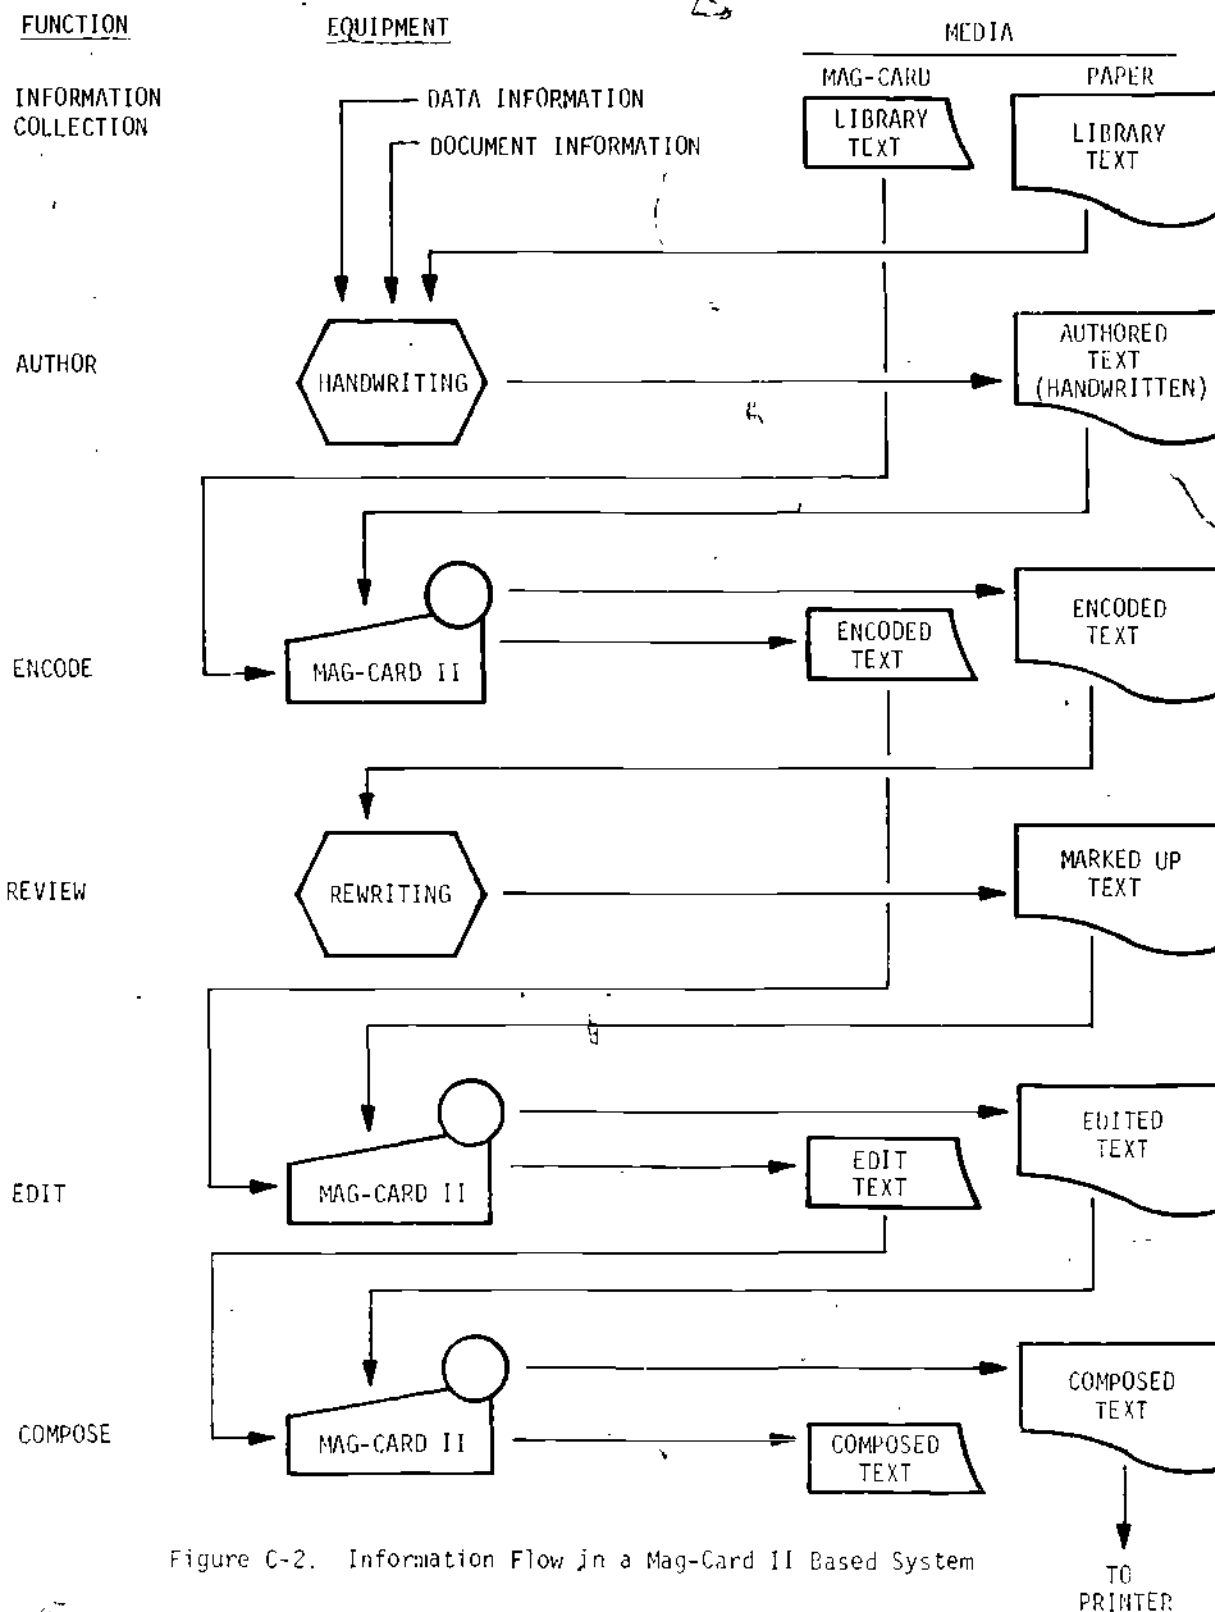 FUNCTION
EQUIPMENT
MEDIA
MAG-CARD
PAPER
INFORMATION
COLLECTION
DATA INFORMATION
DOCUMENT INFORMATION
LIBRARY
TEXT
LIBRARY
TEXT
AUTHOR
HANDWRITING
AUTHORED
TEXT
(HANDWRITTEN)
ENCODE
MAG-CARD II
ENCODED
TEXT
ENCODED
TEXT
REVIEW
REWRITING
MARKED UP
TEXT
EDIT
MAG-CARD II
EDIT
TEXT
EDITED
TEXT
COMPOSE
MAG-CARD II
COMPOSED
TEXT
COMPOSED
TEXT
TO
PRINTER
Figure C-2. Information Flow in a Mag-Card II Based System